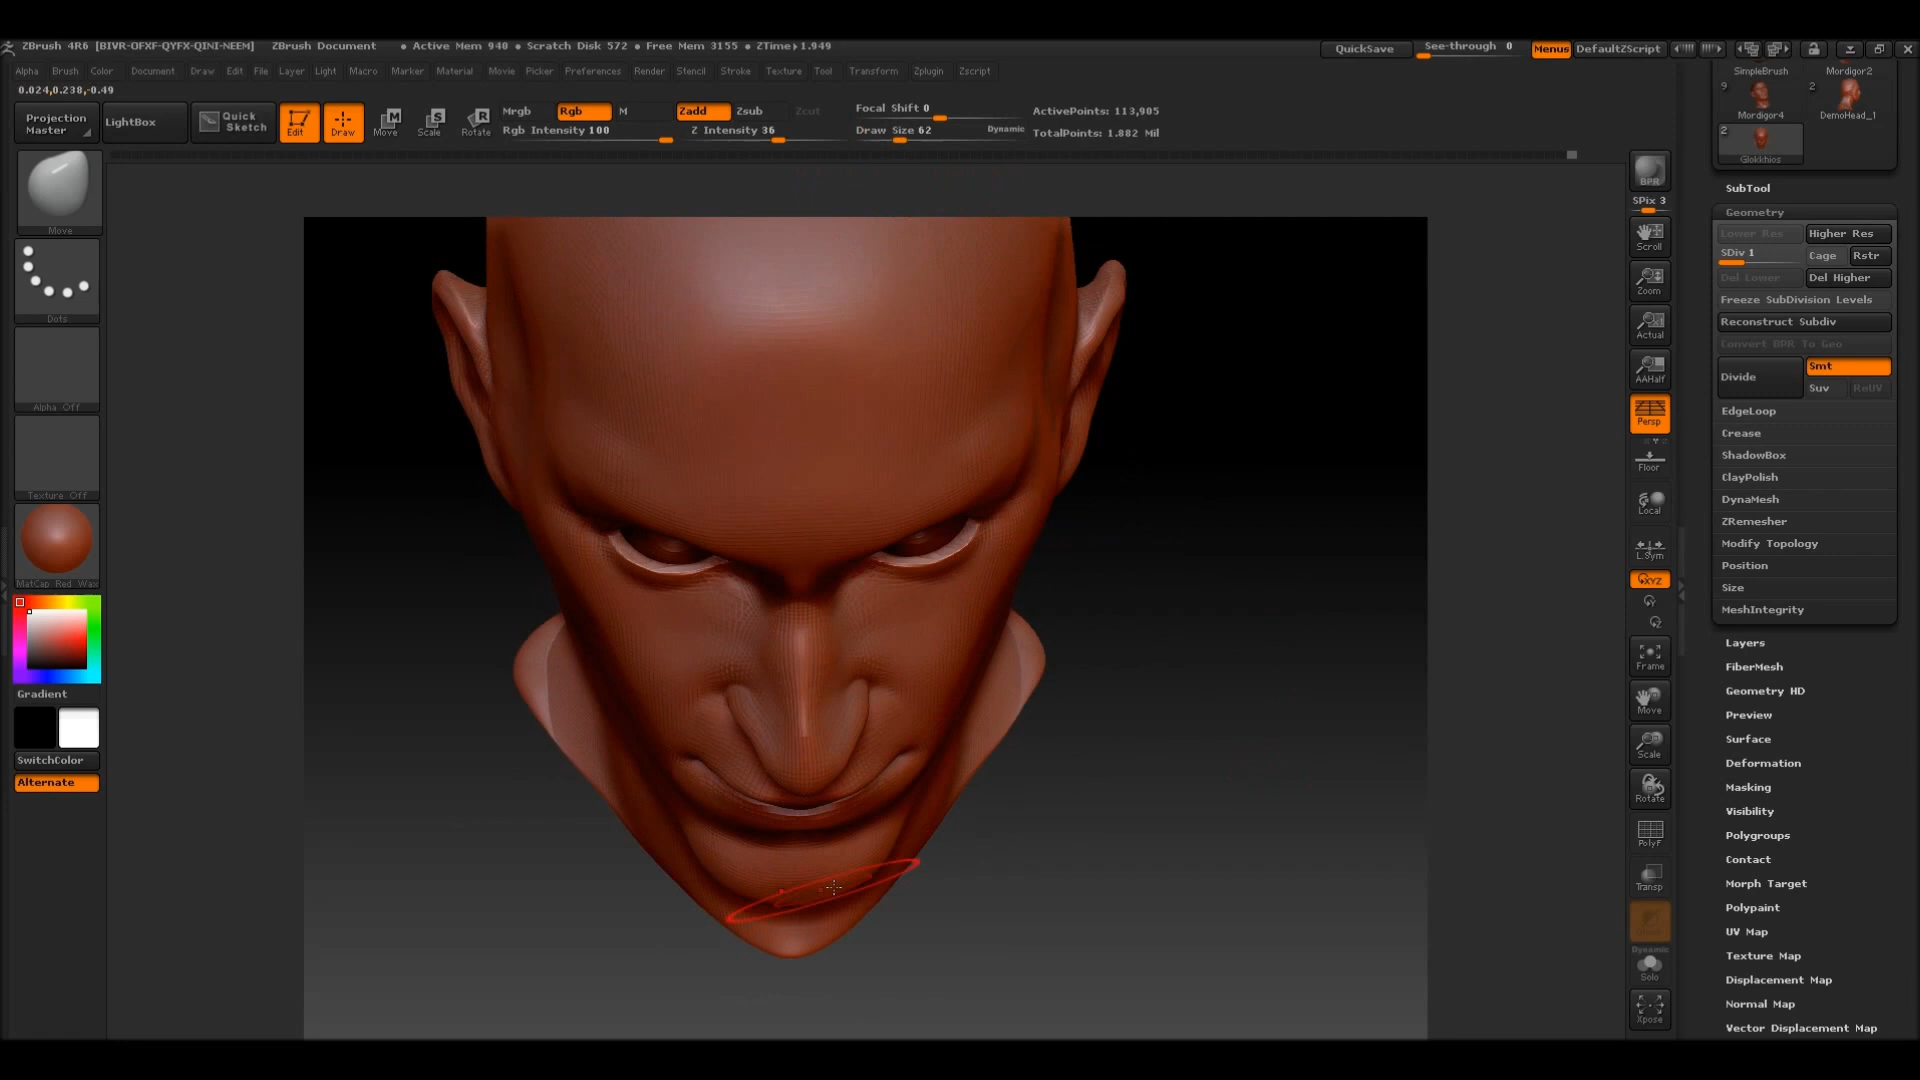 ZBrush 4R6 [BIVR-OFXF-QYFX-QINI-NEEM] ZBrush Document • Active Mem 940 • Scratch Disk 572 • Free Mem 3155 • ZTime▸1.949
QuickSave See-through 0 Menus DefaultZScript
Alpha Brush Color Document Draw Edit File Layer Light Macro Marker Material Movie Picker Preferences Render Stencil Stroke Texture Tool Transform Zplugin Zscript
0.024,0.238,-0.49
Projection Master
LightBox
Quick Sketch
Edit
Draw
Move
Scale
Rotate
Mrgb Rgb M Zadd Zsub Zcut
Rgb Intensity 100 Z Intensity 36
Focal Shift 0
Draw Size 62 Dynamic
ActivePoints: 113,905
TotalPoints: 1.882 Mil
Move
Dots
Alpha Off
Texture Off
MatCap Red Wax
Gradient
SwitchColor
Alternate
BPR
SPix 3
Scroll
Zoom
Actual
AAHalf
Persp
Floor
Local
L.Sym
XYZ
Frame
Move
Scale
Rotate
PolyF
Transp
Dynamic
Solo
Xpose
SimpleBrush Mordigor2
9 2
Mordigor4 DemoHead_1
2
Glokkhios
SubTool
Geometry
Lower Res Higher Res
SDiv 1 Cage Rstr
Del Lower Del Higher
Freeze SubDivision Levels
Reconstruct Subdiv
Convert BPR To Geo
Divide Smt
Suv ReUV
EdgeLoop
Crease
ShadowBox
ClayPolish
DynaMesh
ZRemesher
Modify Topology
Position
Size
MeshIntegrity
Layers
FiberMesh
Geometry HD
Preview
Surface
Deformation
Masking
Visibility
Polygroups
Contact
Morph Target
Polypaint
UV Map
Texture Map
Displacement Map
Normal Map
Vector Displacement Map